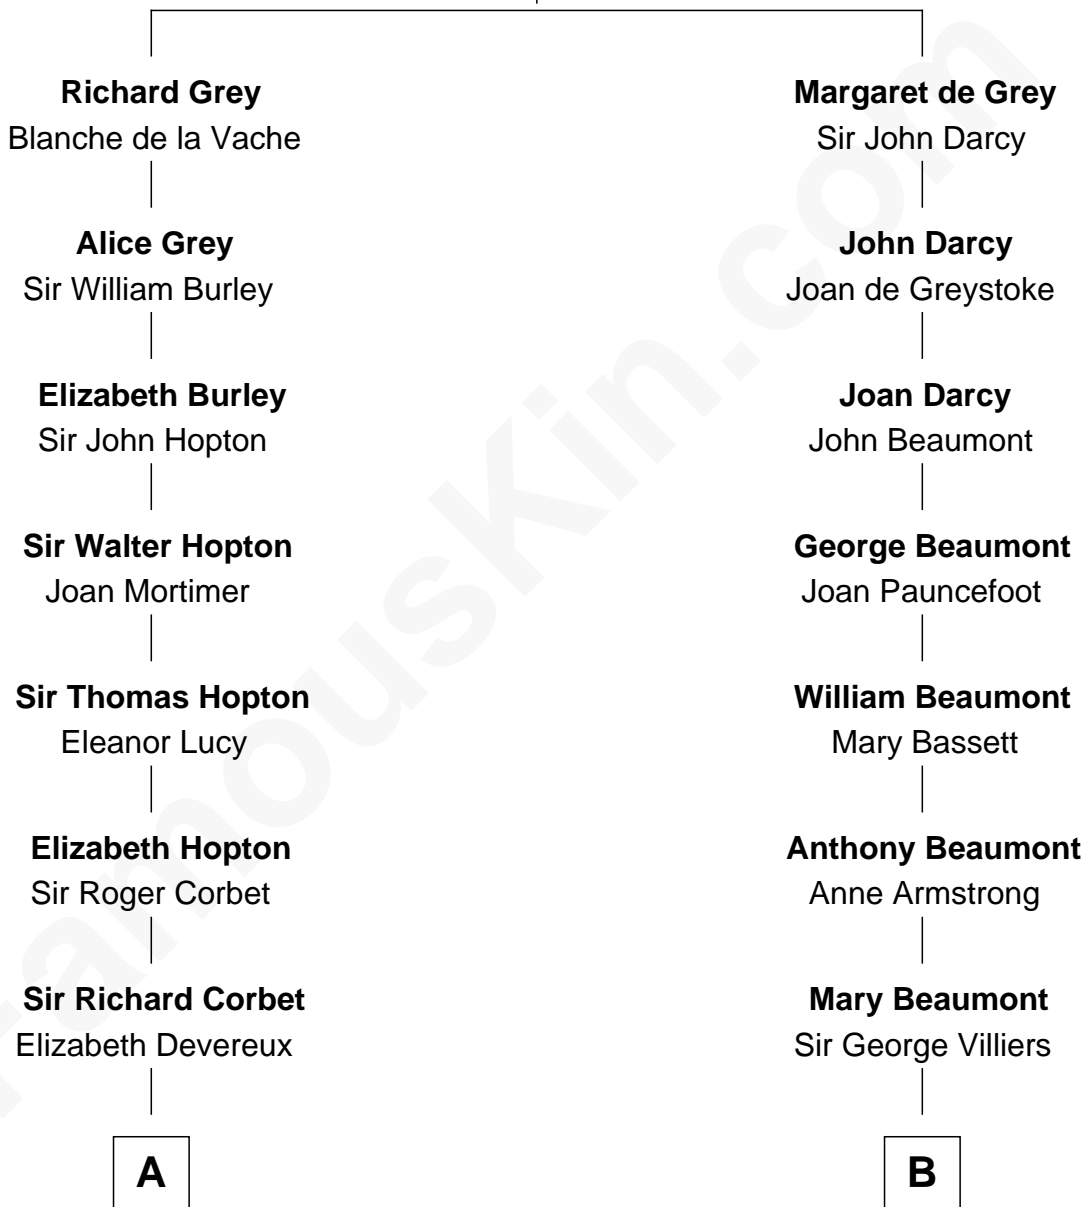 Richard Grey
Blanche de la Vache
Alice Grey
Sir William Burley
Elizabeth Burley
Sir John Hopton
Sir Walter Hopton
Joan Mortimer
Sir Thomas Hopton
Eleanor Lucy
Elizabeth Hopton
Sir Roger Corbet
Sir Richard Corbet
Elizabeth Devereux
A
Margaret de Grey
Sir John Darcy
John Darcy
Joan de Greystoke
Joan Darcy
John Beaumont
George Beaumont
Joan Pauncefoot
William Beaumont
Mary Bassett
Anthony Beaumont
Anne Armstrong
Mary Beaumont
Sir George Villiers
B
FamousKin.com